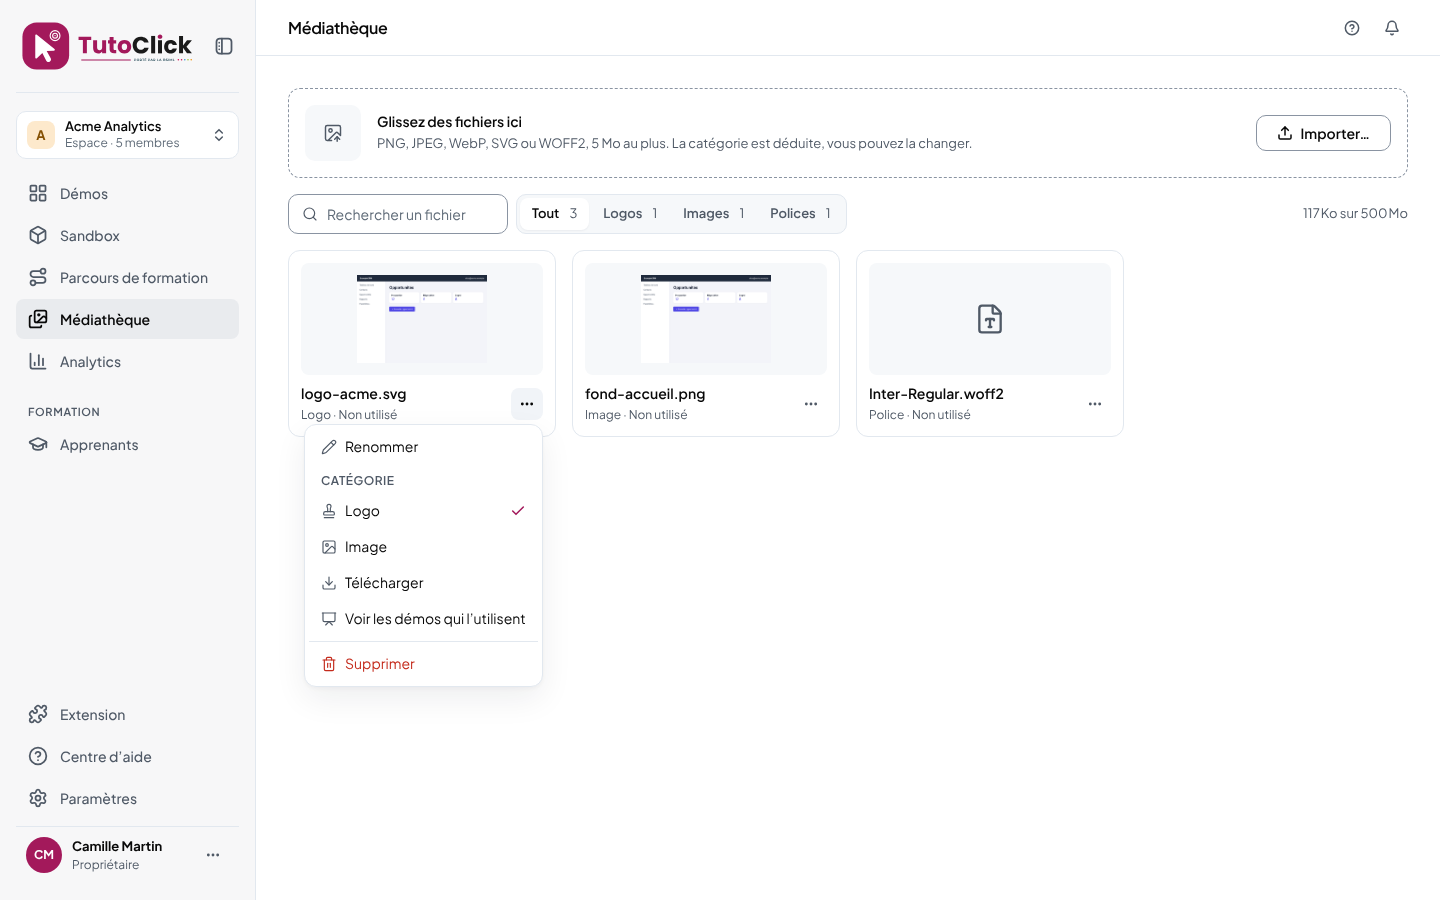 TutoClick
Médiathèque
A
Acme Analytics
Espace · 5 membres
Démos
Sandbox
Parcours de formation
Médiathèque
Analytics
FORMATION
Apprenants
Extension
Centre d’aide
Paramètres
CM
Camille Martin
Propriétaire
Glissez des fichiers ici
PNG, JPEG, WebP, SVG ou WOFF2, 5 Mo au plus. La catégorie est déduite, vous pouvez la changer.
Importer...
Rechercher un fichier
Tout 3 Logos 1 Images 1 Polices 1
117 Ko sur 500 Mo
Opportunités
logo-acme.svg
Logo · Non utilisé
Opportunités
fond-accueil.png
Image · Non utilisé
Inter-Regular.woff2
Police · Non utilisé
Renommer
CATÉGORIE
Logo
Image
Télécharger
Voir les démos qui l’utilisent
Supprimer